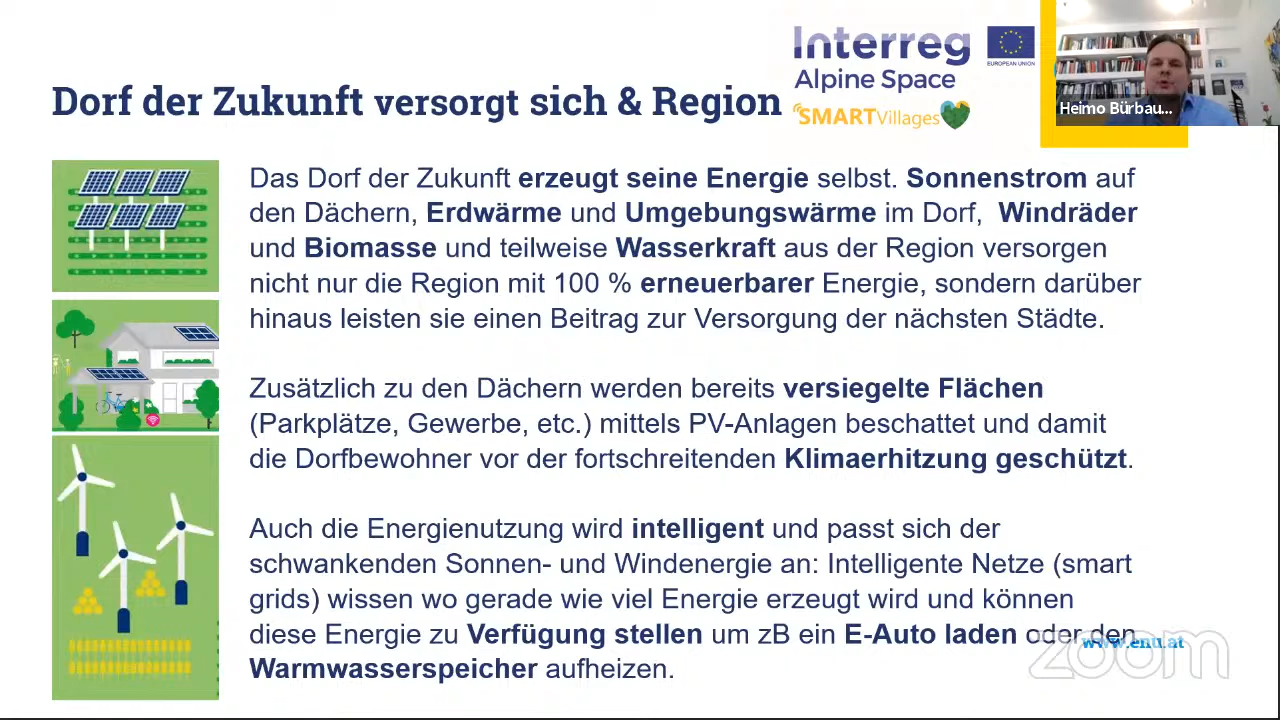 Interreg
EUROPEAN UNION
Alpine Space
SMARTVillages
Heimo Bürbau...
Dorf der Zukunft versorgt sich & Region
Das Dorf der Zukunft erzeugt seine Energie selbst. Sonnenstrom auf
den Dächern, Erdwärme und Umgebungswärme im Dorf, Windräder
und Biomasse und teilweise Wasserkraft aus der Region versorgen
nicht nur die Region mit 100 % erneuerbarer Energie, sondern darüber
hinaus leisten sie einen Beitrag zur Versorgung der nächsten Städte.
Zusätzlich zu den Dächern werden bereits versiegelte Flächen
(Parkplätze, Gewerbe, etc.) mittels PV-Anlagen beschattet und damit
die Dorfbewohner vor der fortschreitenden Klimaerhitzung geschützt.
Auch die Energienutzung wird intelligent und passt sich der
schwankenden Sonnen- und Windenergie an: Intelligente Netze (smart
grids) wissen wo gerade wie viel Energie erzeugt wird und können
diese Energie zu Verfügung stellen um zB ein E-Auto laden oder den
Warmwasserspeicher aufheizen.
www.enu.at
zoom